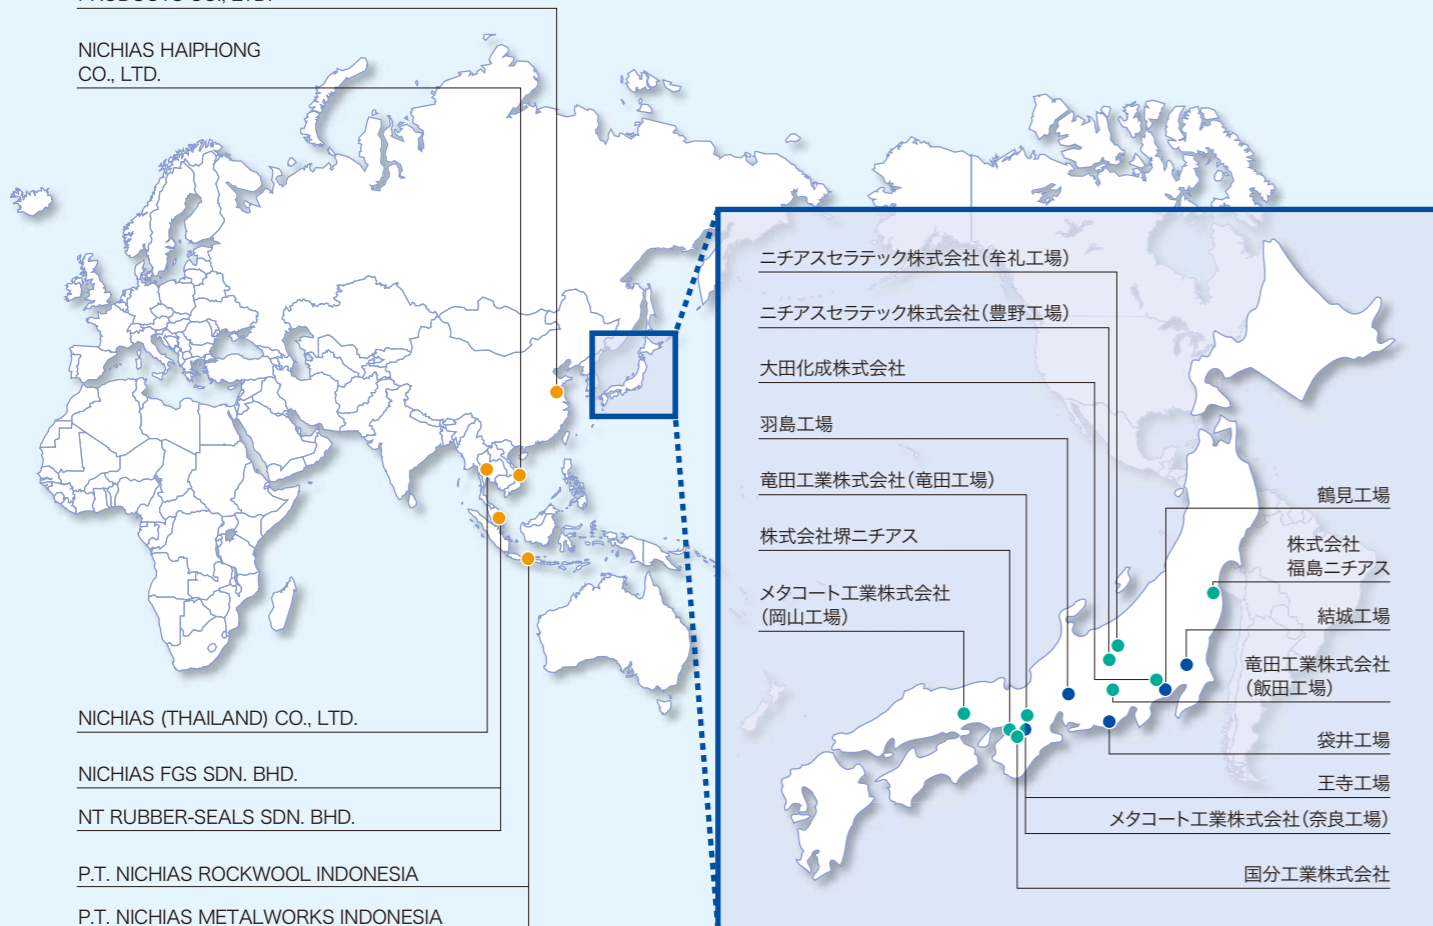 NICHIAS HAIPHONG
CO., LTD.
NICHIAS (THAILAND) CO., LTD.
NICHIAS FGS SDN. BHD.
NT RUBBER-SEALS SDN. BHD.
P.T. NICHIAS ROCKWOOL INDONESIA
P.T. NICHIAS METALWORKS INDONESIA
ニチアスセラテック株式会社(牟礼工場)
ニチアスセラテック株式会社(豊野工場)
大田化成株式会社
羽島工場
竜田工業株式会社(竜田工場)
株式会社堺ニチアス
メタコート工業株式会社
(岡山工場)
鶴見工場
株式会社
福島ニチアス
結城工場
竜田工業株式会社
(飯田工場)
袋井工場
王寺工場
メタコート工業株式会社(奈良工場)
国分工業株式会社